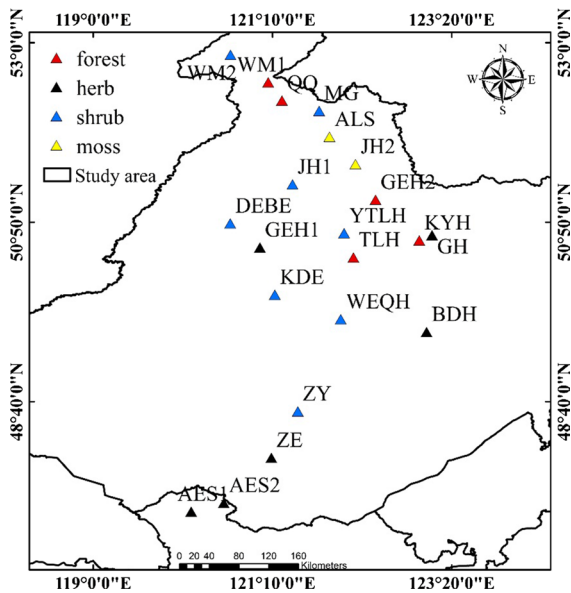 119°0'0"E 121°10'0"E 123°20'0"E
53°0'0"N
50°50'0"N
48°40'0"N
forest
herb
shrub
moss
Study area
N
W E
S
WM2
WM1
QQ
MG
ALS
JH2
JH1
GEH2
DEBE
YTLH
KYH
GEH1
TLH
GH
KDE
WEQH
BDH
ZY
ZE
AES1
AES2
0 20 40 80 120 160
Kilometers
119°0'0"E 121°10'0"E 123°20'0"E
53°0'0"N
50°50'0"N
48°40'0"N